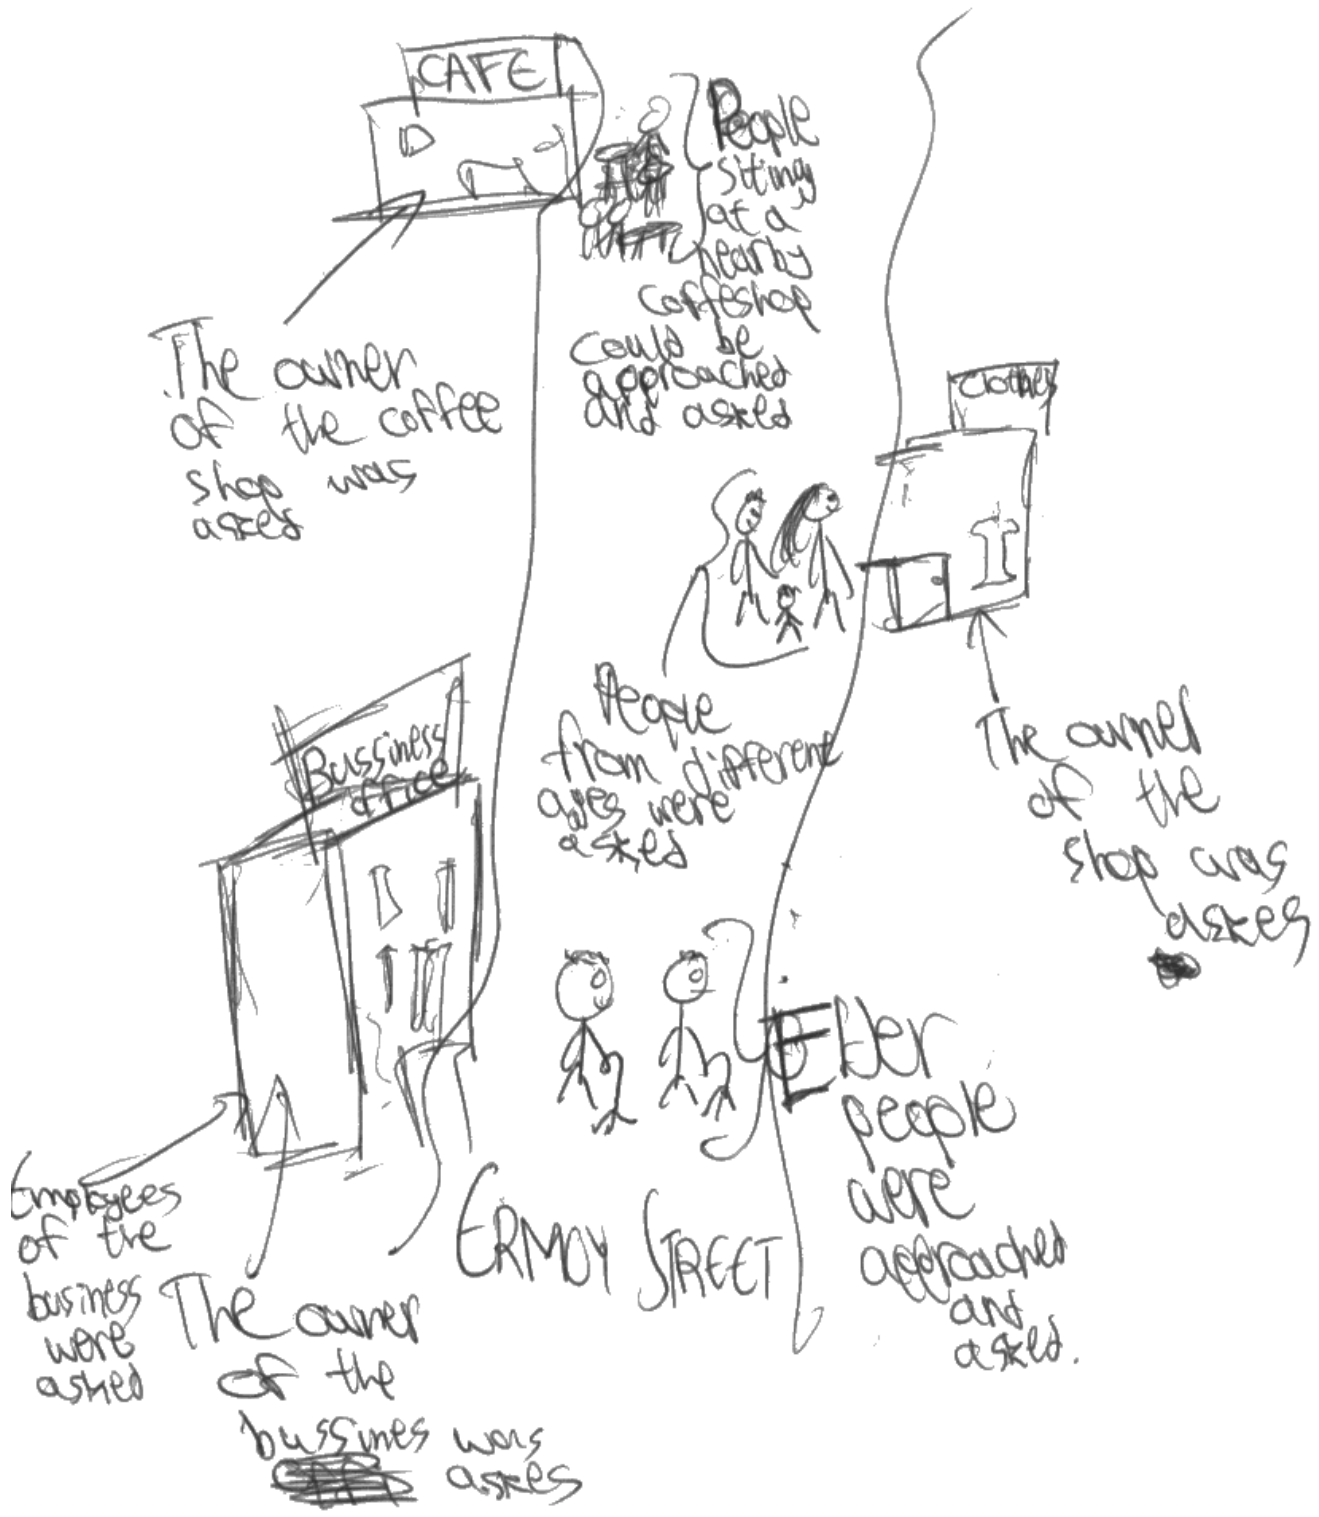 CAFE
People
sitting
at a
nearby
coffeshop
could be
approached
and asked
The owner
of the coffee
shop was
asked
Clothes
People
from different
ages were
asked
The owner
of the
shop was
askes
Bussiness
office
Elder
people
were
approached
and
asked.
ERMOY STREET
Employees
of the
business
were
asked
The owner
of the
bussines was
askes